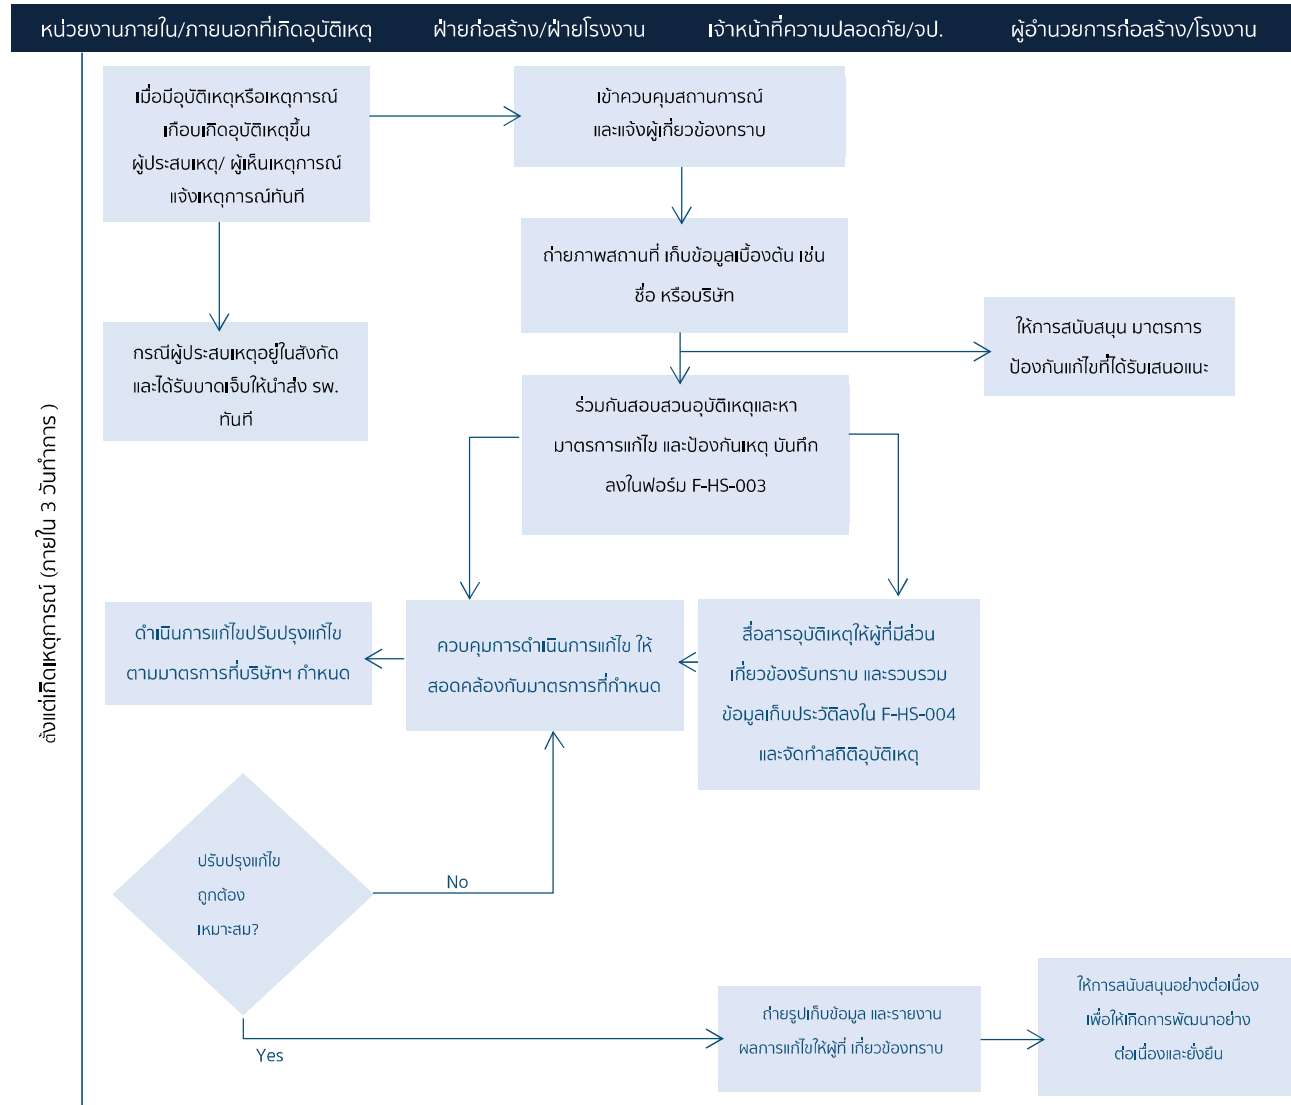 หน่วยงานภายใน/ภายนอกที่เกิดอุบัติเหตุ
ฝ่ายก่อสร้าง/ฝ่ายโรงงาน
เจ้าหน้าที่ความปลอดภัย/จป.
ผู้อำนวยการก่อสร้าง/โรงงาน
ตั้งแต่เกิดเหตุการณ์ (ภายใน 3 วันทำการ )
เมื่อมีอุบัติเหตุหรือเหตุการณ์
เกือบเกิดอุบัติเหตุขึ้น
ผู้ประสบเหตุ/ ผู้เห็นเหตุการณ์
แจ้งเหตุการณ์ทันที
เข้าควบคุมสถานการณ์
และแจ้งผู้เกี่ยวข้องทราบ
ถ่ายภาพสถานที่ เก็บข้อมูลเบื้องต้น เช่น
ชื่อ หรือบริษัท
กรณีผู้ประสบเหตุอยู่ในสังกัด
และได้รับบาดเจ็บให้นำส่ง รพ.
ทันที
ให้การสนับสนุน มาตรการ
ป้องกันแก้ไขที่ได้รับเสนอแนะ
ร่วมกันสอบสวนอุบัติเหตุและหา
มาตรการแก้ไข และป้องกันเหตุ บันทึก
ลงในฟอร์ม F-HS-003
ดำเนินการแก้ไขปรับปรุงแก้ไข
ตามมาตรการที่บริษัทฯ กำหนด
ควบคุมการดำเนินการแก้ไข ให้
สอดคล้องกับมาตรการที่กำหนด
สื่อสารอุบัติเหตุให้ผู้ที่มีส่วน
เกี่ยวข้องรับทราบ และรวบรวม
ข้อมูลเก็บประวัติลงใน F-HS-004
และจัดทำสถิติอุบัติเหตุ
ปรับปรุงแก้ไข
ถูกต้อง
เหมาะสม?
No
Yes
ถ่ายรูปเก็บข้อมูล และรายงาน
ผลการแก้ไขให้ผู้ที่ เกี่ยวข้องทราบ
ให้การสนับสนุนอย่างต่อเนื่อง
เพื่อให้เกิดการพัฒนาอย่าง
ต่อเนื่องและยั่งยืน